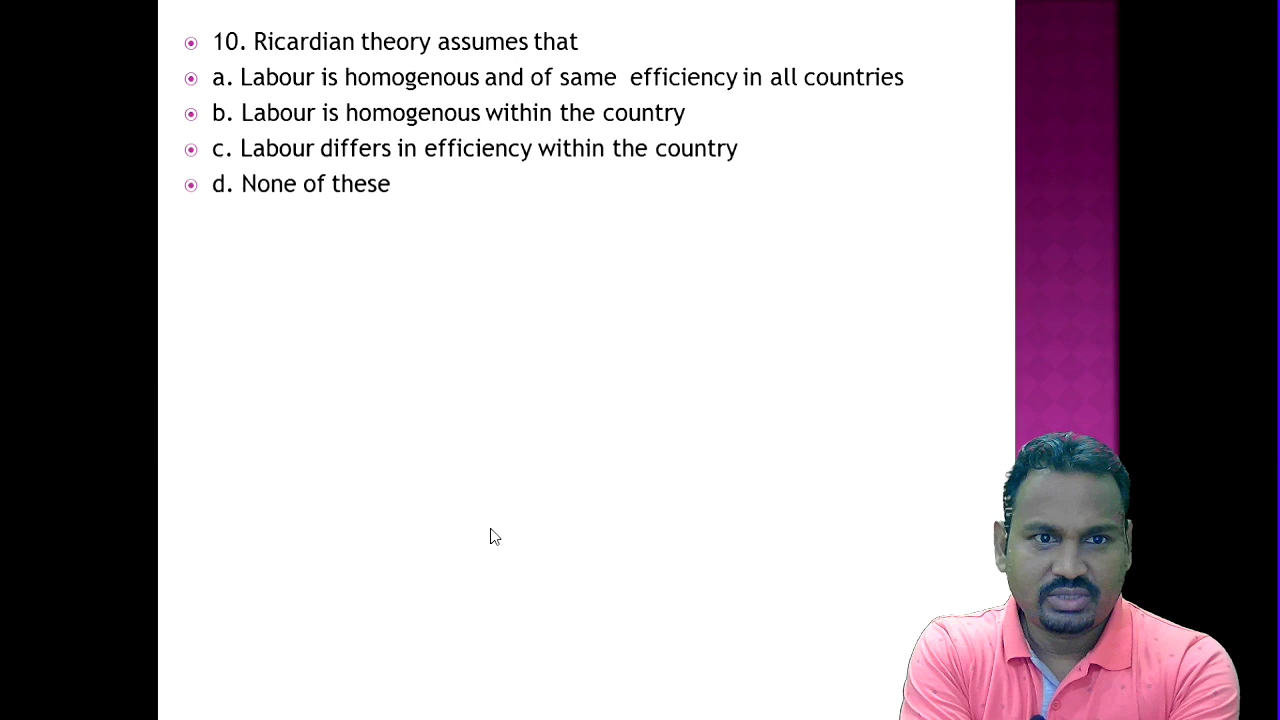 10. Ricardian theory assumes that
a. Labour is homogenous and of same  efficiency in all countries
b. Labour is homogenous within the country
c. Labour differs in efficiency within the country
d. None of these